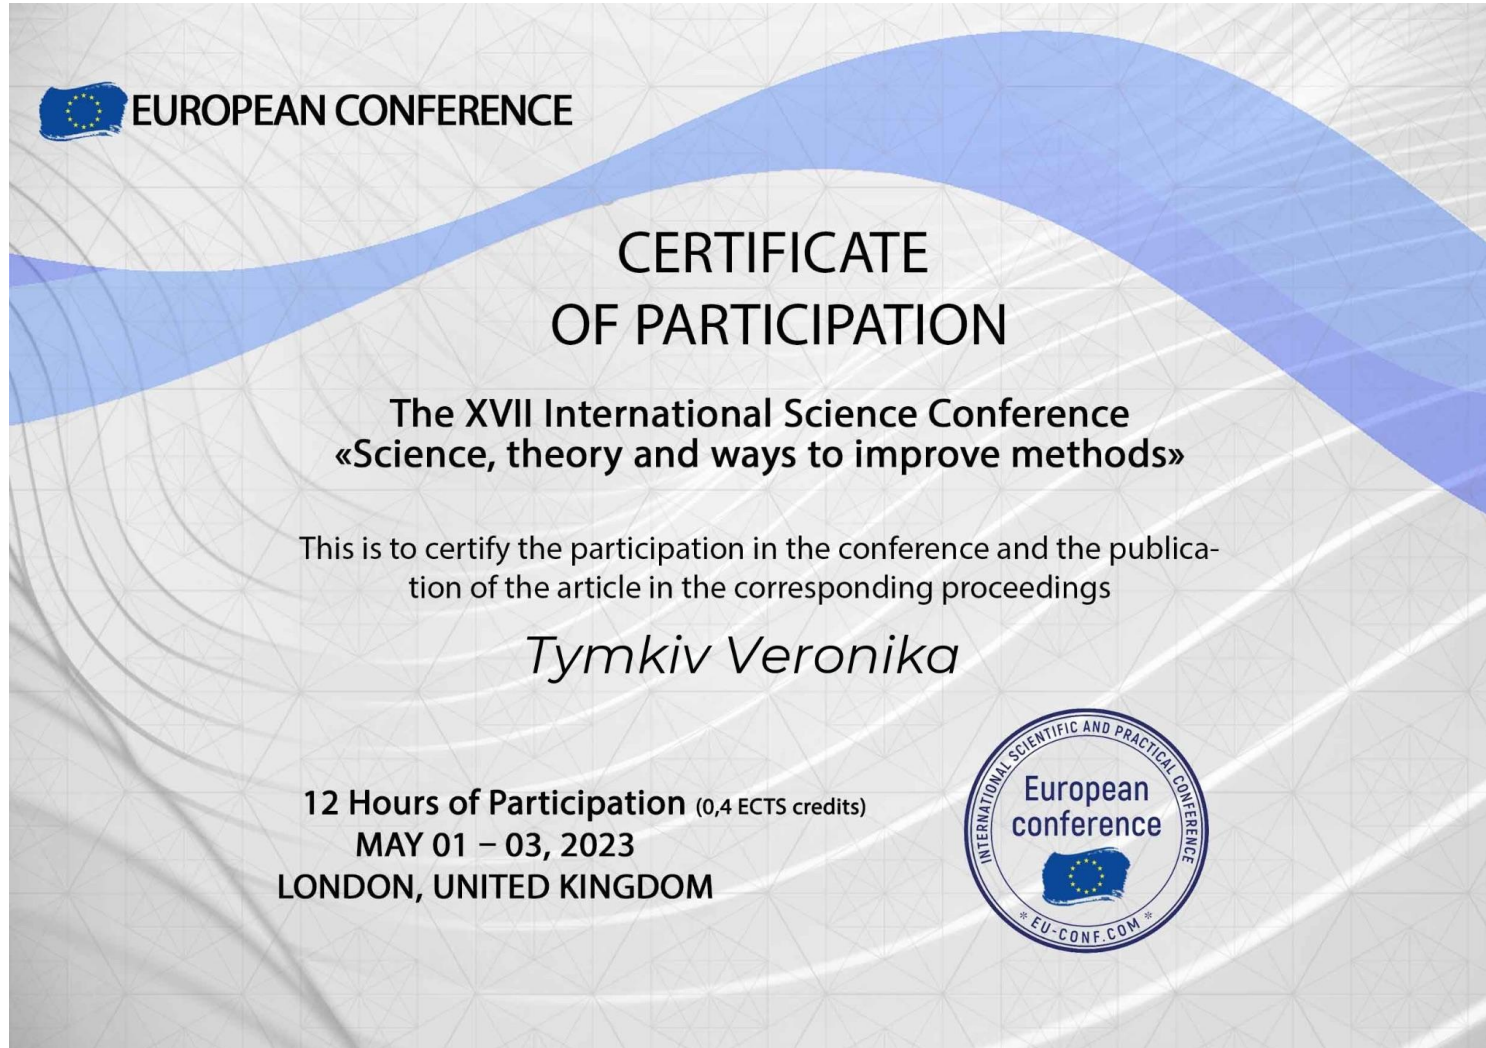 EUROPEAN CONFERENCE
CERTIFICATE
OF PARTICIPATION
The XVII International Science Conference
«Science, theory and ways to improve methods»
This is to certify the participation in the conference and the publica-
tion of the article in the corresponding proceedings
Tymkiv Veronika
12 Hours of Participation (0,4 ECTS credits)
MAY 01 – 03, 2023
LONDON, UNITED KINGDOM
INTERNATIONAL SCIENTIFIC AND PRACTICAL CONFERENCE
European
conference
* EU-CONF.COM *